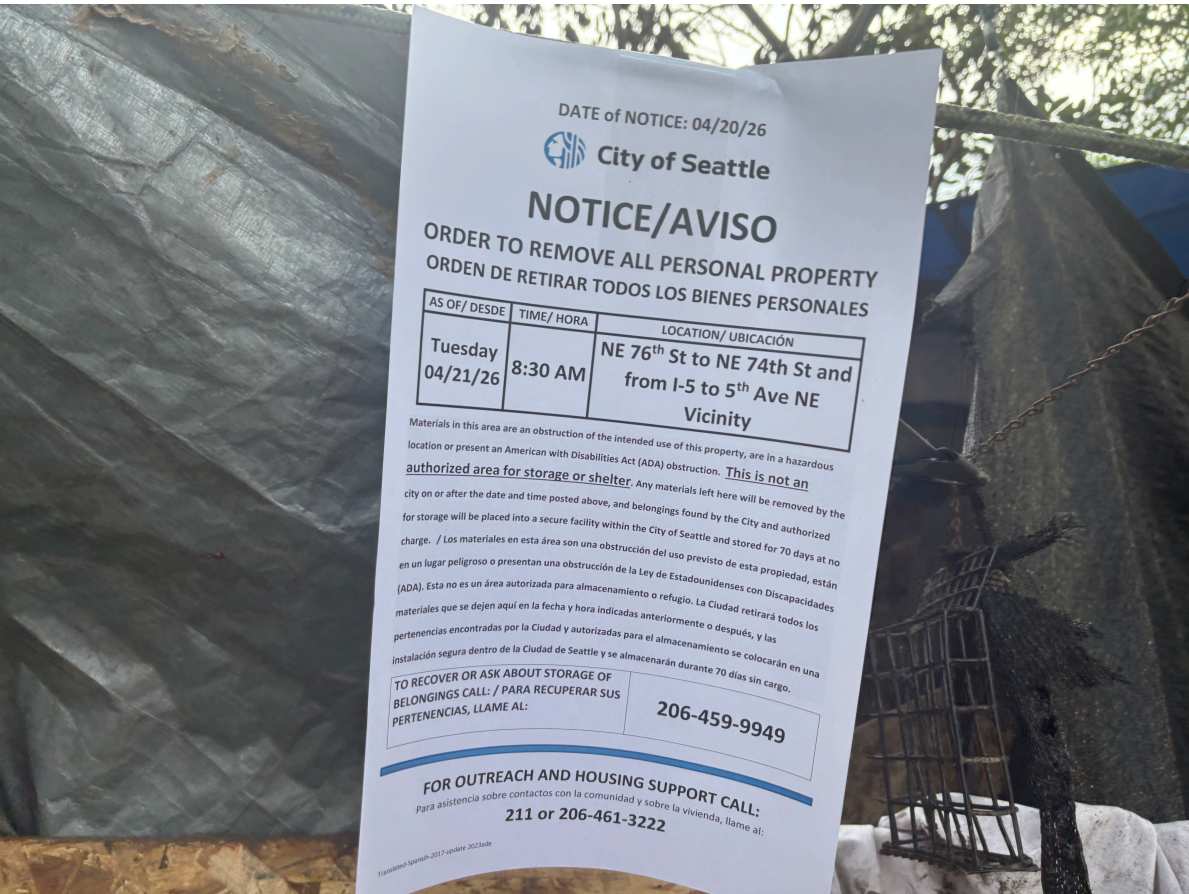 DATE of NOTICE: 04/20/26
City of Seattle
NOTICE/AVISO
ORDER TO REMOVE ALL PERSONAL PROPERTY
ORDEN DE RETIRAR TODOS LOS BIENES PERSONALES
AS OF/ DESDE TIME/ HORA LOCATION/ UBICACIÓN
Tuesday 04/21/26
8:30 AM
NE 76th St to NE 74th St and
from I-5 to 5th Ave NE
Vicinity
Materials in this area are an obstruction of the intended use of this property, are in a hazardous
location or present an American with Disabilities Act (ADA) obstruction. This is not an
authorized area for storage or shelter. Any materials left here will be removed by the
city on or after the date and time posted above, and belongings found by the City and authorized
for storage will be placed into a secure facility within the City of Seattle and stored for 70 days at no
charge. / Los materiales en esta área son una obstrucción del uso previsto de esta propiedad, están
en un lugar peligroso o presentan una obstrucción de la Ley de Estadounidenses con Discapacidades
(ADA). Esta no es un área autorizada para almacenamiento o refugio. La Ciudad retirará todos los
materiales que se dejen aquí en la fecha y hora indicadas anteriormente o después, y las
pertenencias encontradas por la Ciudad y autorizadas para el almacenamiento se colocarán en una
instalación segura dentro de la Ciudad de Seattle y se almacenarán durante 70 días sin cargo.
TO RECOVER OR ASK ABOUT STORAGE OF
BELONGINGS CALL: / PARA RECUPERAR SUS
PERTENENCIAS, LLAME AL:
206-459-9949
FOR OUTREACH AND HOUSING SUPPORT CALL:
Para asistencia sobre contactos con la comunidad y sobre la vivienda, llame al:
211 or 206-461-3222
Translated-Spansih-2017-update 2023ade